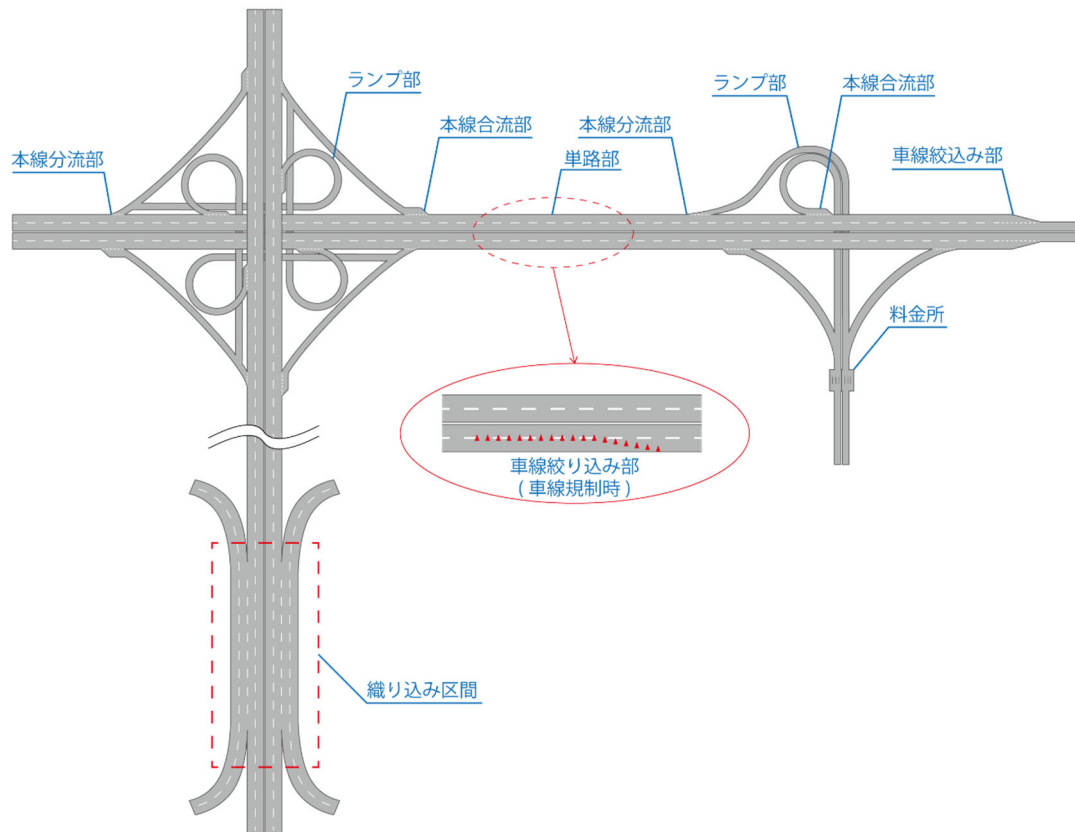 ランプ部
ランプ部
本線合流部
本線合流部
本線分流部
本線分流部
単路部
車線絞込み部
料金所
車線絞り込み部
(車線規制時)
織り込み区間